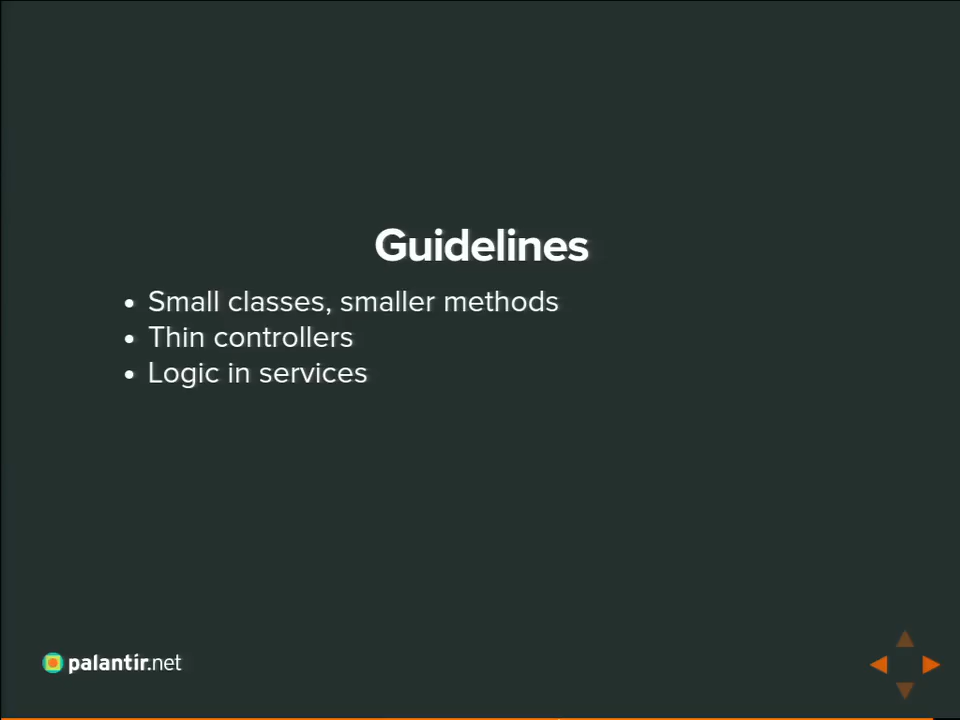 Guidelines
• Small classes, smaller methods
• Thin controllers
• Logic in services
palantir.net